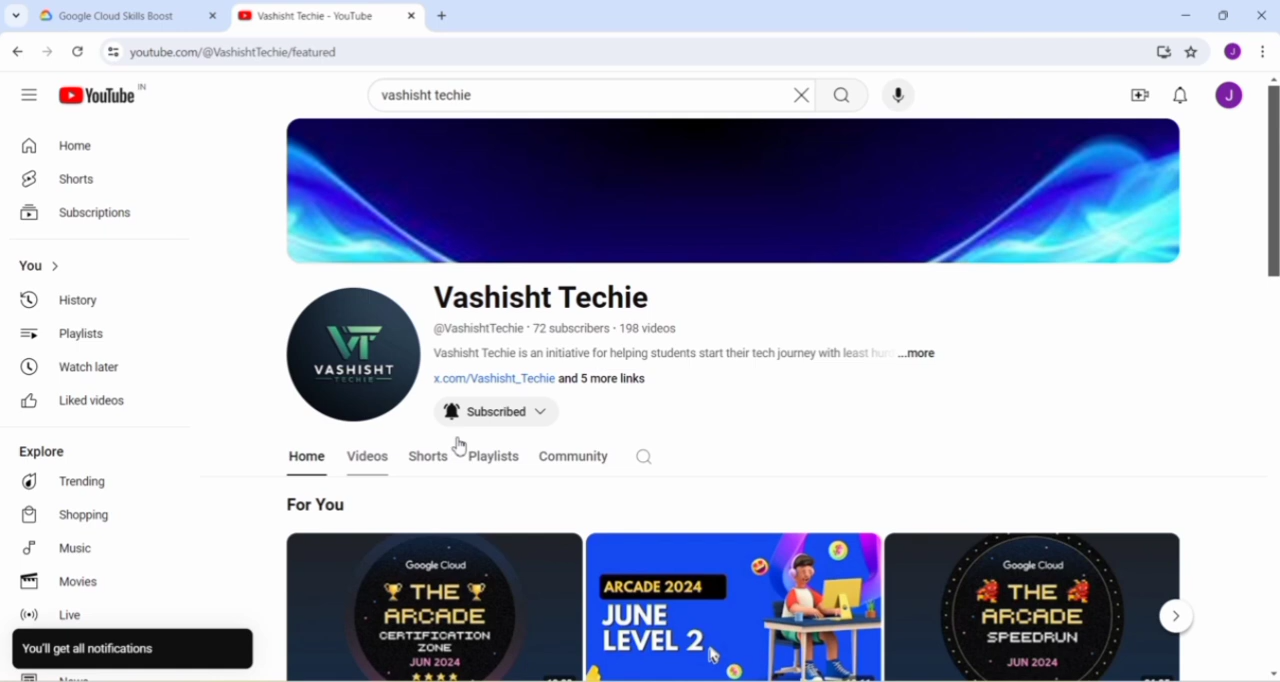 Google Cloud Skills Boost
Vashisht Techie - YouTube
youtube.com/@VashishtTechie/featured
J
YouTube IN
vashisht techie
J
Home
Shorts
Subscriptions
You
History
Playlists
Watch later
Liked videos
Explore
Trending
Shopping
Music
Movies
Live
You'll get all notifications
VT
VASHISHT
TECHIE
Vashisht Techie
@VashishtTechie · 72 subscribers · 198 videos
Vashisht Techie is an initiative for helping students start their tech journey with least ...more
x.com/Vashisht_Techie and 5 more links
Subscribed
Home Videos Shorts Playlists Community
For You
Google Cloud
THE
ARCADE
CERTIFICATION
ZONE
JUN 2024
ARCADE 2024
JUNE
LEVEL 2
Google Cloud
THE
ARCADE
SPEEDRUN
JUN 2024